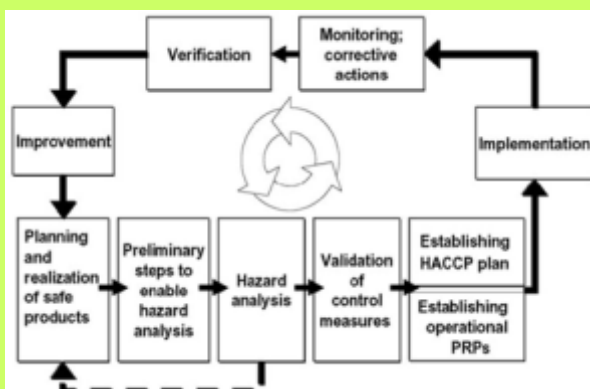 Verification
Monitoring;
corrective
actions
Improvement
Implementation
Planning
and
realization
of safe
products
Preliminary
steps to
enable
hazard
analysis
Hazard
analysis
Validation
of
control
measures
Establishing
HACCP plan
Establishing
operational
PRPs